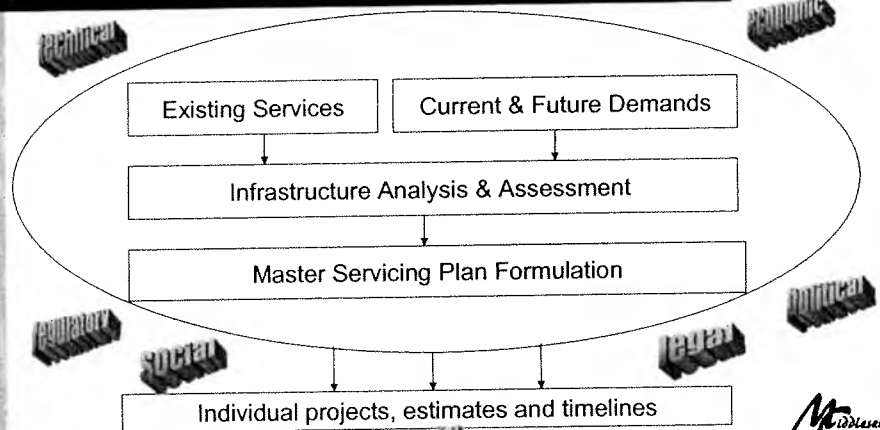 technical
economic
Existing Services
Current & Future Demands
Infrastructure Analysis & Assessment
Master Servicing Plan Formulation
political
regulatory
social
legal
Individual projects, estimates and timelines